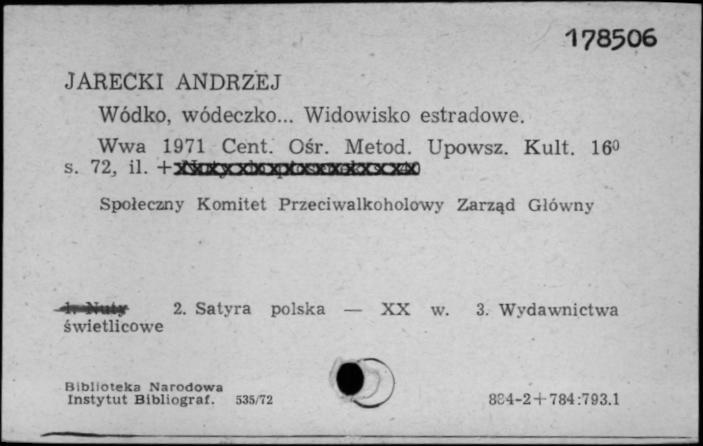 178506
JARECKI ANDRZEJ
Wódko, wódeczko... Widowisko estradowe.
Wwa 1971 Cent. Ośr. Metod. Upowsz. Kult. 16⁰
s. 72, il. +
Społeczny Komitet Przeciwalkoholowy Zarząd Główny
1. Nuty 2. Satyra polska — XX w. 3. Wydawnictwa
świetlicowe
Biblioteka Narodowa
Instytut Bibliograf. 535/72
884-2+784:793.1